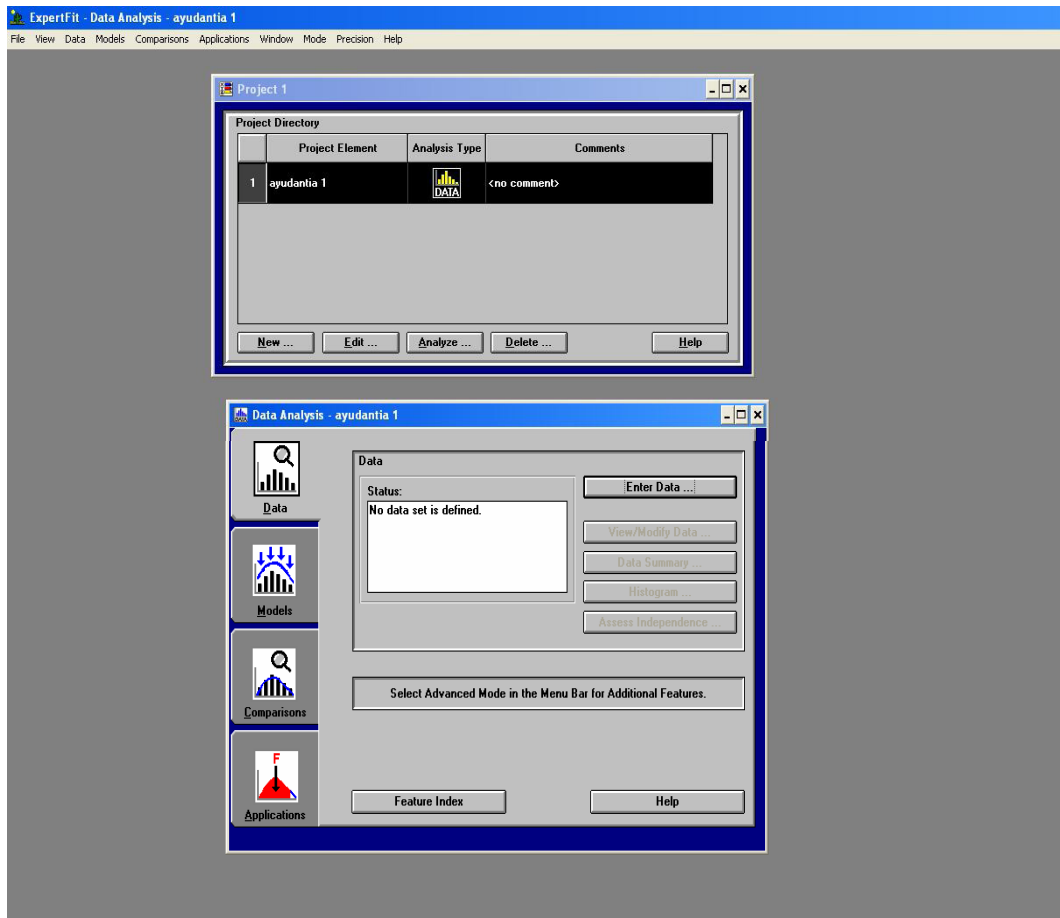 ExpertFit - Data Analysis - ayudantia 1
File View Data Models Comparisons Applications Window Mode Precision Help
Project 1
Project Directory
Project Element Analysis Type Comments
1 ayudantia 1 DATA <no comment>
New ... Edit ... Analyze ... Delete ... Help
Data Analysis - ayudantia 1
Data
Models
Comparisons
F
Applications
Data
Status:
No data set is defined.
Enter Data ...
View/Modify Data ...
Data Summary ...
Histogram ...
Assess Independence ...
Select Advanced Mode in the Menu Bar for Additional Features.
Feature Index Help